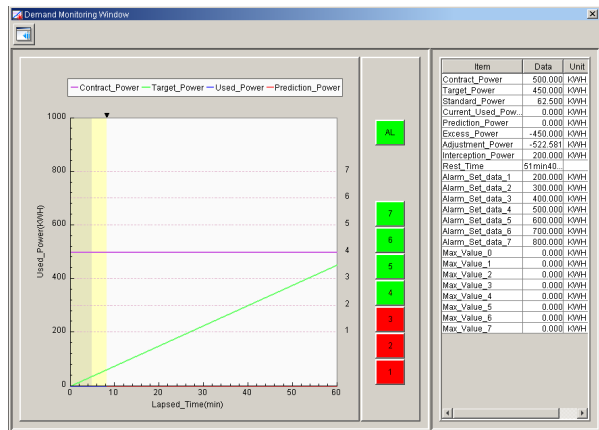 Demand Monitoring Window
Contract_Power Target_Power Used_Power Prediction_Power
1000
800
600
400
200
0
Used_Power(KWH)
0 10 20 30 40 50 60
Lapsed_Time(min)
7
6
5
4
3
2
1
AL
7
6
5
4
3
2
1
Item Data Unit
Contract_Power 500.000 KWH
Target_Power 450.000 KWH
Standard_Power 62.500 KWH
Current_Used_Pow... 0.000 KWH
Prediction_Power 0.000 KWH
Excess_Power -450.000 KWH
Adjustment_Power -522.581 KWH
Interception_Power 200.000 KWH
Rest_Time 51min40...
Alarm_Set_data_1 200.000 KWH
Alarm_Set_data_2 300.000 KWH
Alarm_Set_data_3 400.000 KWH
Alarm_Set_data_4 500.000 KWH
Alarm_Set_data_5 600.000 KWH
Alarm_Set_data_6 700.000 KWH
Alarm_Set_data_7 800.000 KWH
Max_Value_0 0.000 KWH
Max_Value_1 0.000 KWH
Max_Value_2 0.000 KWH
Max_Value_3 0.000 KWH
Max_Value_4 0.000 KWH
Max_Value_5 0.000 KWH
Max_Value_6 0.000 KWH
Max_Value_7 0.000 KWH